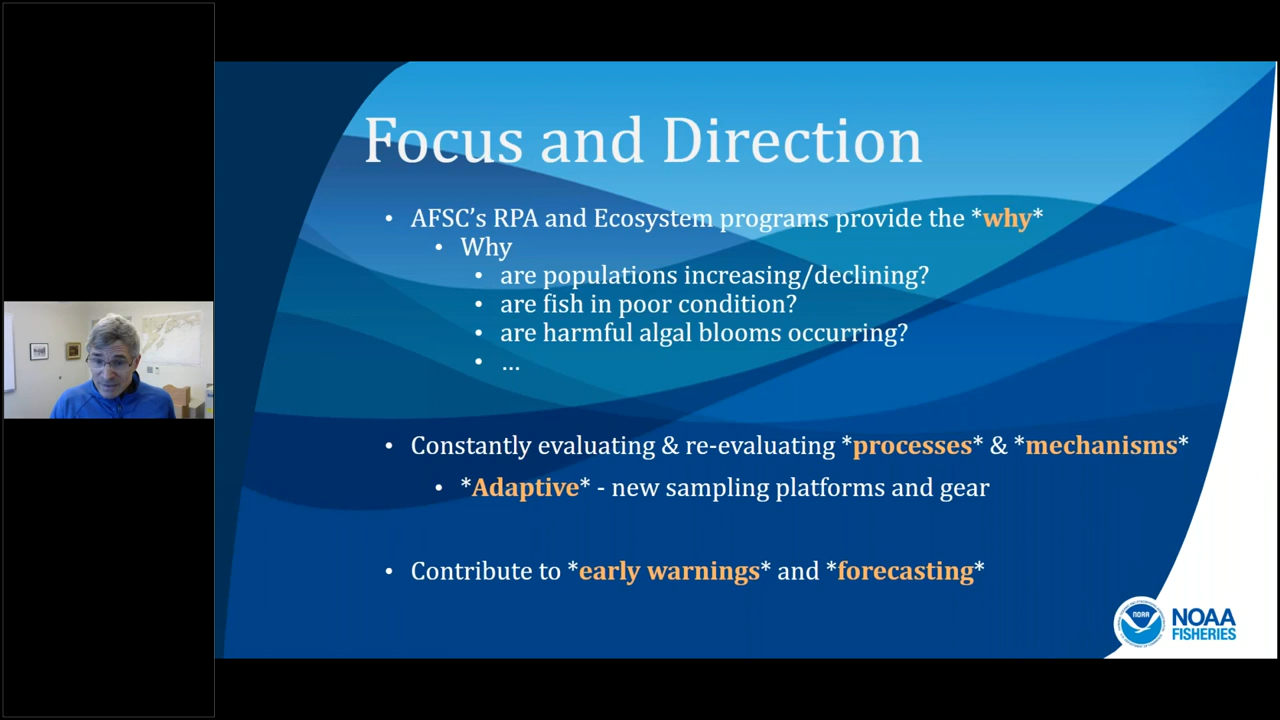 Focus and Direction
• AFSC's RPA and Ecosystem programs provide the *why*
• Why
• are populations increasing/declining?
• are fish in poor condition?
• are harmful algal blooms occurring?
• ...
• Constantly evaluating & re-evaluating *processes* & *mechanisms*
• *Adaptive* - new sampling platforms and gear
• Contribute to *early warnings* and *forecasting*
NOAA
NOAA
FISHERIES